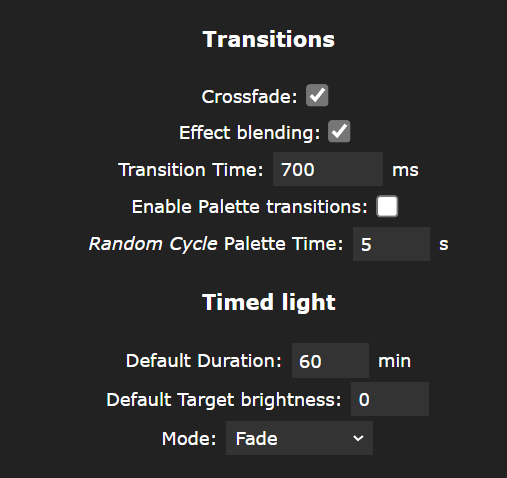 Transitions
Crossfade:
Effect blending:
Transition Time: 700 ms
Enable Palette transitions:
Random Cycle Palette Time: 5 s
Timed light
Default Duration: 60 min
Default Target brightness: 0
Mode: Fade